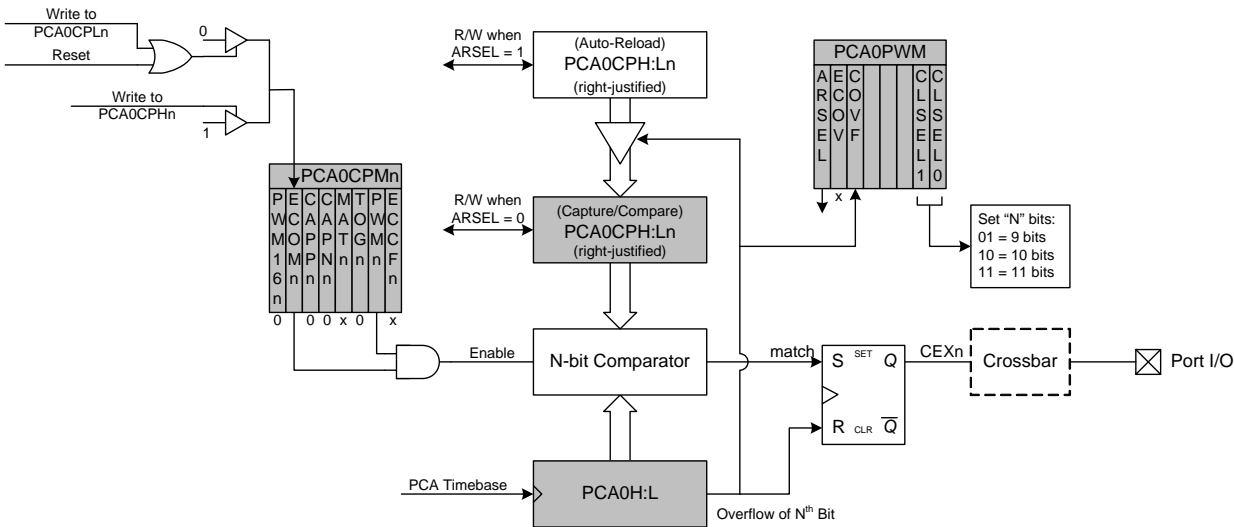 Write to
PCA0CPLn
Reset
0
Write to
PCA0CPHn
1
R/W when
ARSEL = 1
(Auto-Reload)
PCA0CPH:Ln
(right-justified)
PCA0PWM
ARSEL
ECOV
COVF
CLSEL1
CLSEL0
x
Set “N” bits:
01 = 9 bits
10 = 10 bits
11 = 11 bits
PCA0CPMn
PWM16n
ECOMn
CAPPn
CAPNn
MATn
TOGn
PWMn
ECCFn
0
0
0
x
0
x
R/W when
ARSEL = 0
(Capture/Compare)
PCA0CPH:Ln
(right-justified)
Enable
N-bit Comparator
match
S
SET
Q
R
CLR
Q
CEXn
Crossbar
Port I/O
PCA Timebase
PCA0H:L
Overflow of Nth Bit